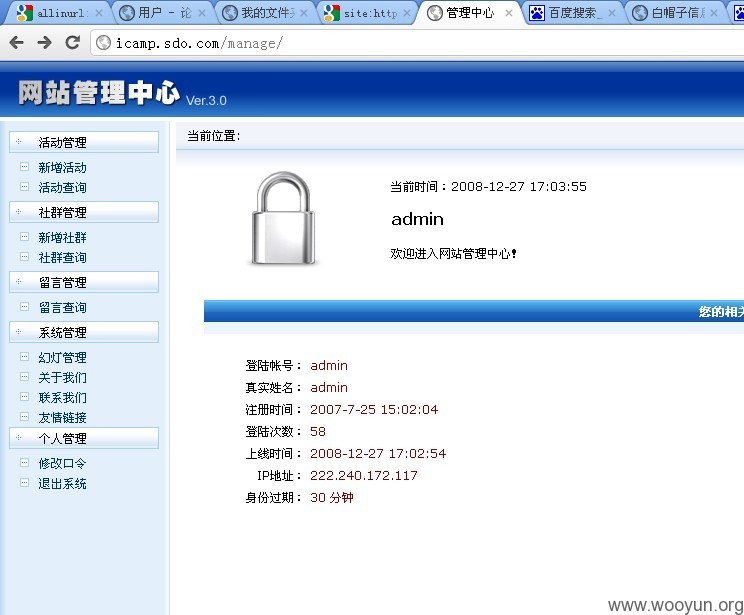 allinurl:
用户 - 论
我的文件
site:http
管理中心
百度搜索_
白帽子信
icamp.sdo.com/manage/
网站管理中心 Ver.3.0
活动管理
新增活动
活动查询
社群管理
新增社群
社群查询
留言管理
留言查询
系统管理
幻灯管理
关于我们
联系我们
友情链接
个人管理
修改口令
退出系统
当前位置:
当前时间：2008-12-27 17:03:55
admin
欢迎进入网站管理中心!
您的相关
登陆帐号： admin
真实姓名： admin
注册时间： 2007-7-25 15:02:04
登陆次数： 58
上线时间： 2008-12-27 17:02:54
IP地址： 222.240.172.117
身份过期： 30 分钟
www.wooyun.org